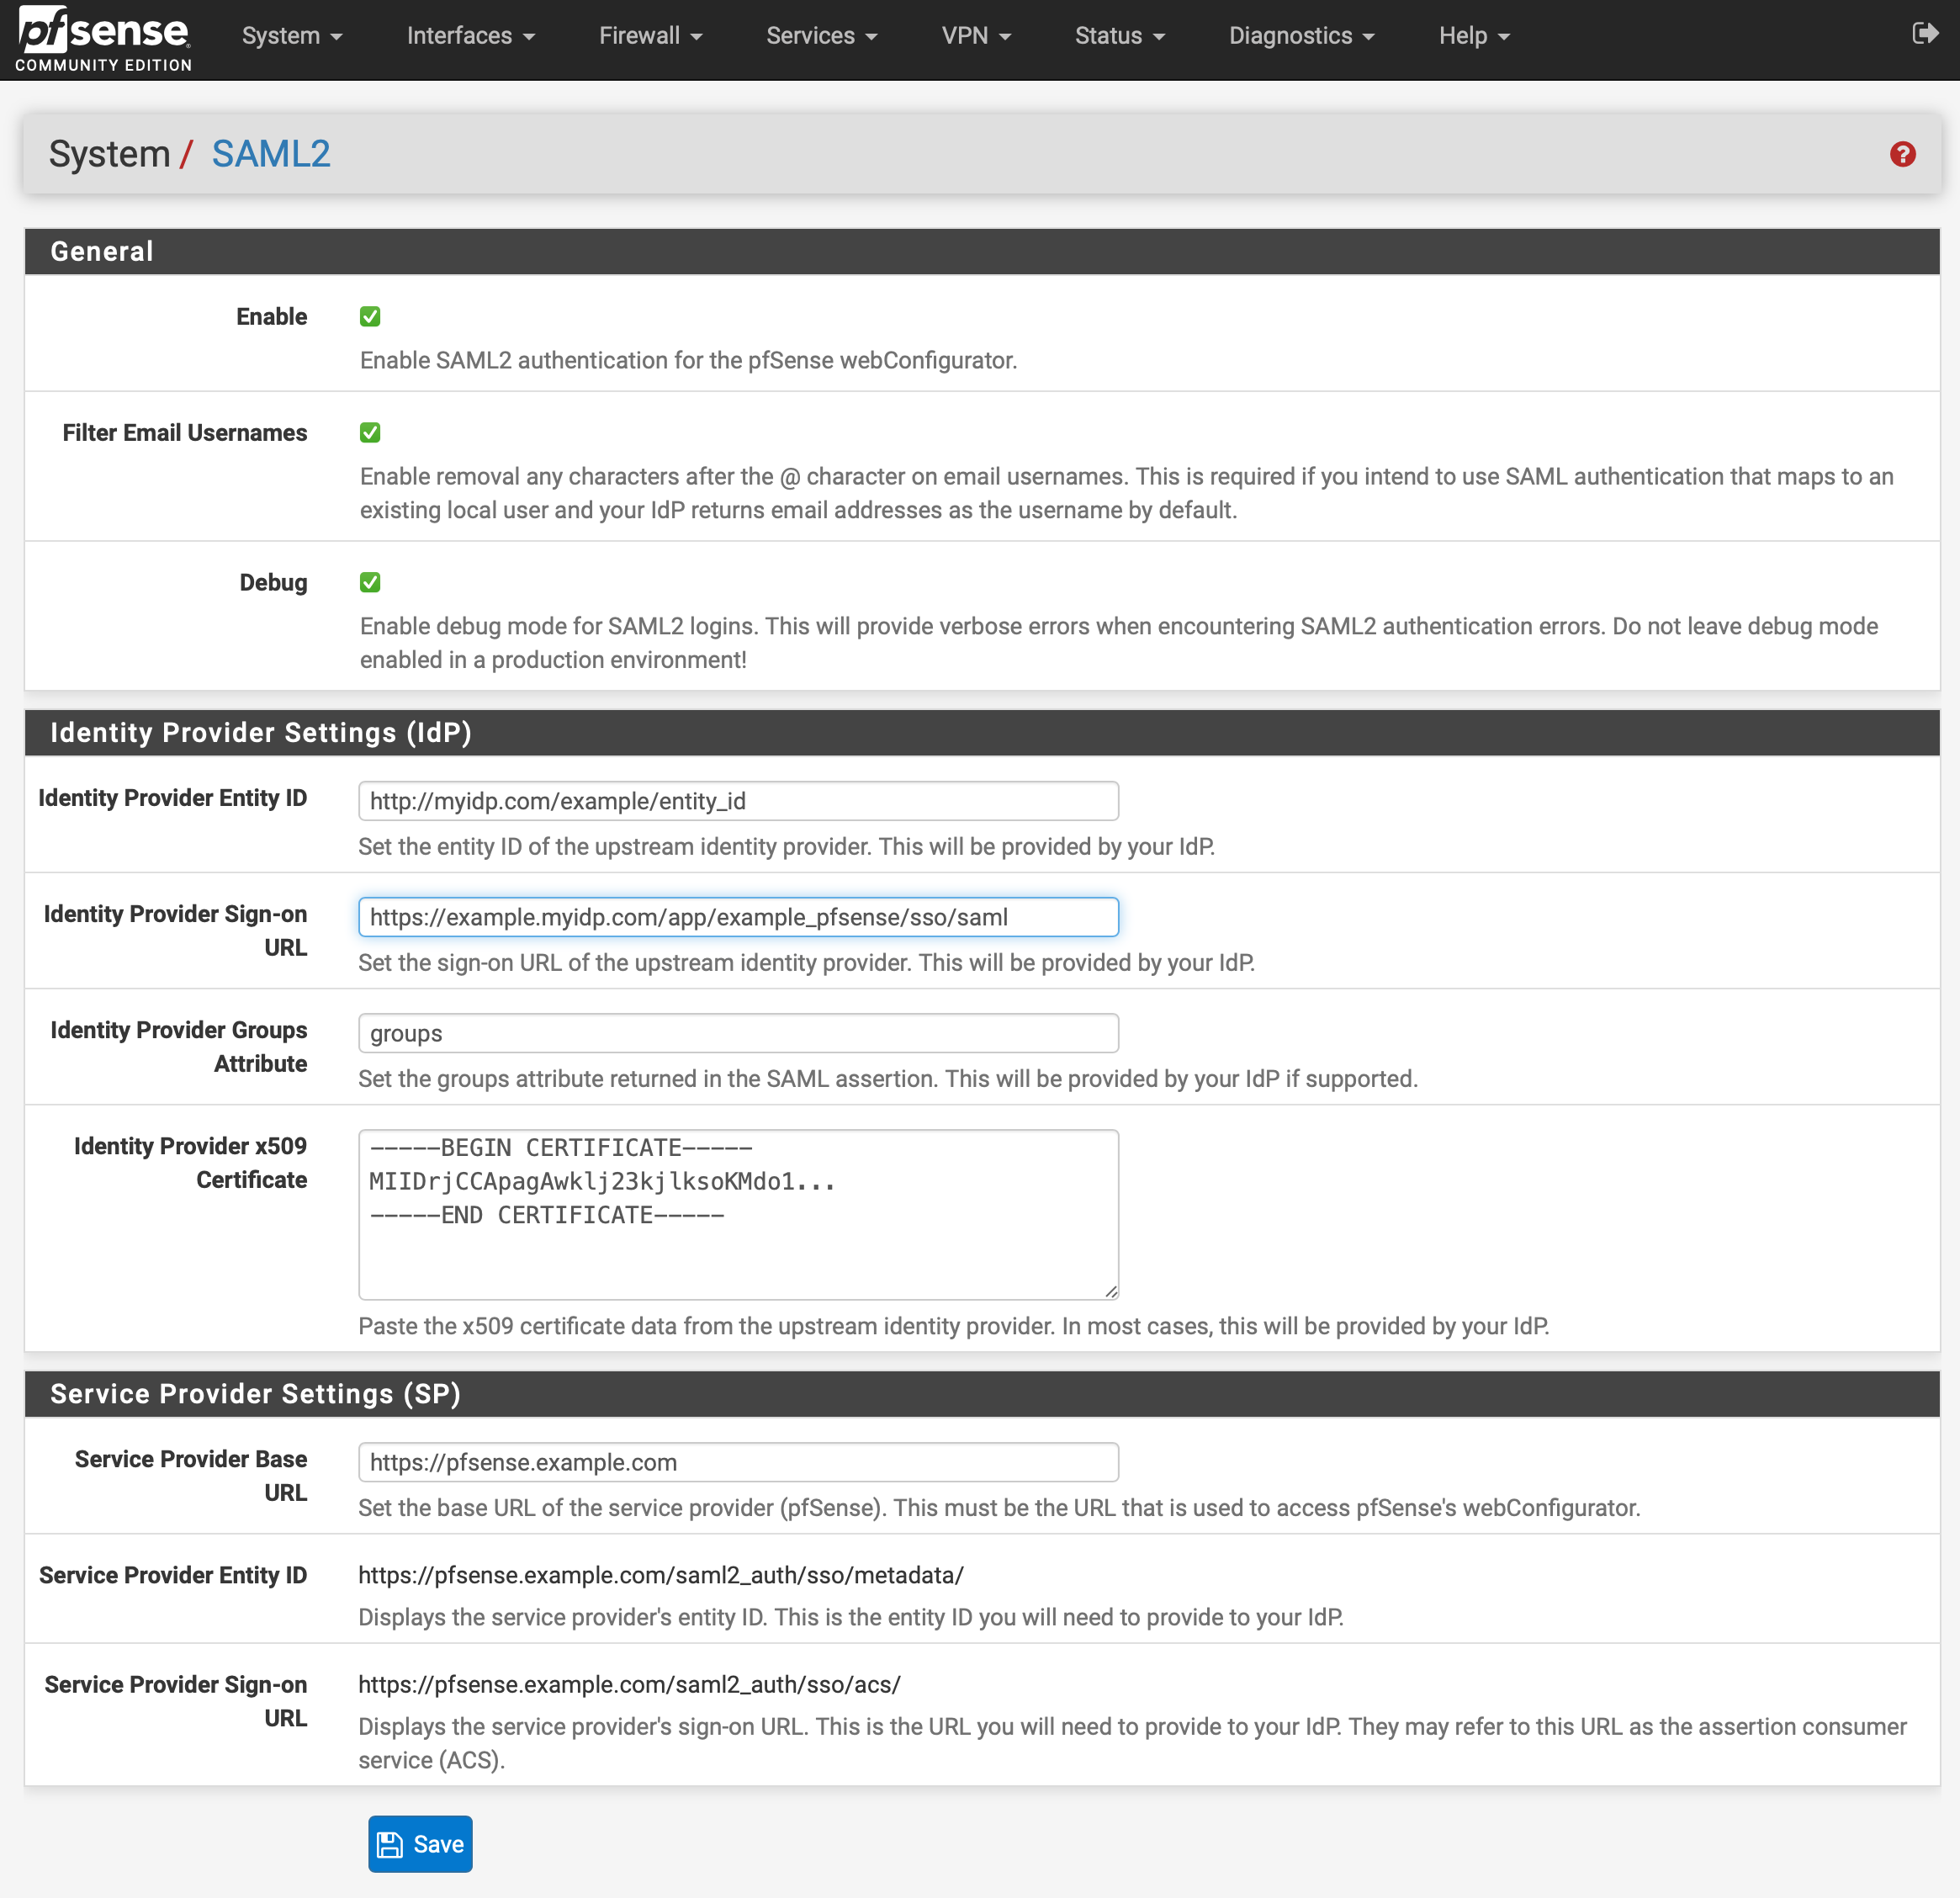 pfsense
COMMUNITY EDITION
System
Interfaces
Firewall
Services
VPN
Status
Diagnostics
Help
System / SAML2
General
Enable
Enable SAML2 authentication for the pfSense webConfigurator.
Filter Email Usernames
Enable removal any characters after the @ character on email usernames. This is required if you intend to use SAML authentication that maps to an
existing local user and your IdP returns email addresses as the username by default.
Debug
Enable debug mode for SAML2 logins. This will provide verbose errors when encountering SAML2 authentication errors. Do not leave debug mode
enabled in a production environment!
Identity Provider Settings (IdP)
Identity Provider Entity ID
http://myidp.com/example/entity_id
Set the entity ID of the upstream identity provider. This will be provided by your IdP.
Identity Provider Sign-on
URL
https://example.myidp.com/app/example_pfsense/sso/saml
Set the sign-on URL of the upstream identity provider. This will be provided by your IdP.
Identity Provider Groups
Attribute
groups
Set the groups attribute returned in the SAML assertion. This will be provided by your IdP if supported.
Identity Provider x509
Certificate
-----BEGIN CERTIFICATE-----
MIIDrjCCApagAwklj23kjlksoKMdo1...
-----END CERTIFICATE-----
Paste the x509 certificate data from the upstream identity provider. In most cases, this will be provided by your IdP.
Service Provider Settings (SP)
Service Provider Base
URL
https://pfsense.example.com
Set the base URL of the service provider (pfSense). This must be the URL that is used to access pfSense's webConfigurator.
Service Provider Entity ID
https://pfsense.example.com/saml2_auth/sso/metadata/
Displays the service provider's entity ID. This is the entity ID you will need to provide to your IdP.
Service Provider Sign-on
URL
https://pfsense.example.com/saml2_auth/sso/acs/
Displays the service provider's sign-on URL. This is the URL you will need to provide to your IdP. They may refer to this URL as the assertion consumer
service (ACS).
Save